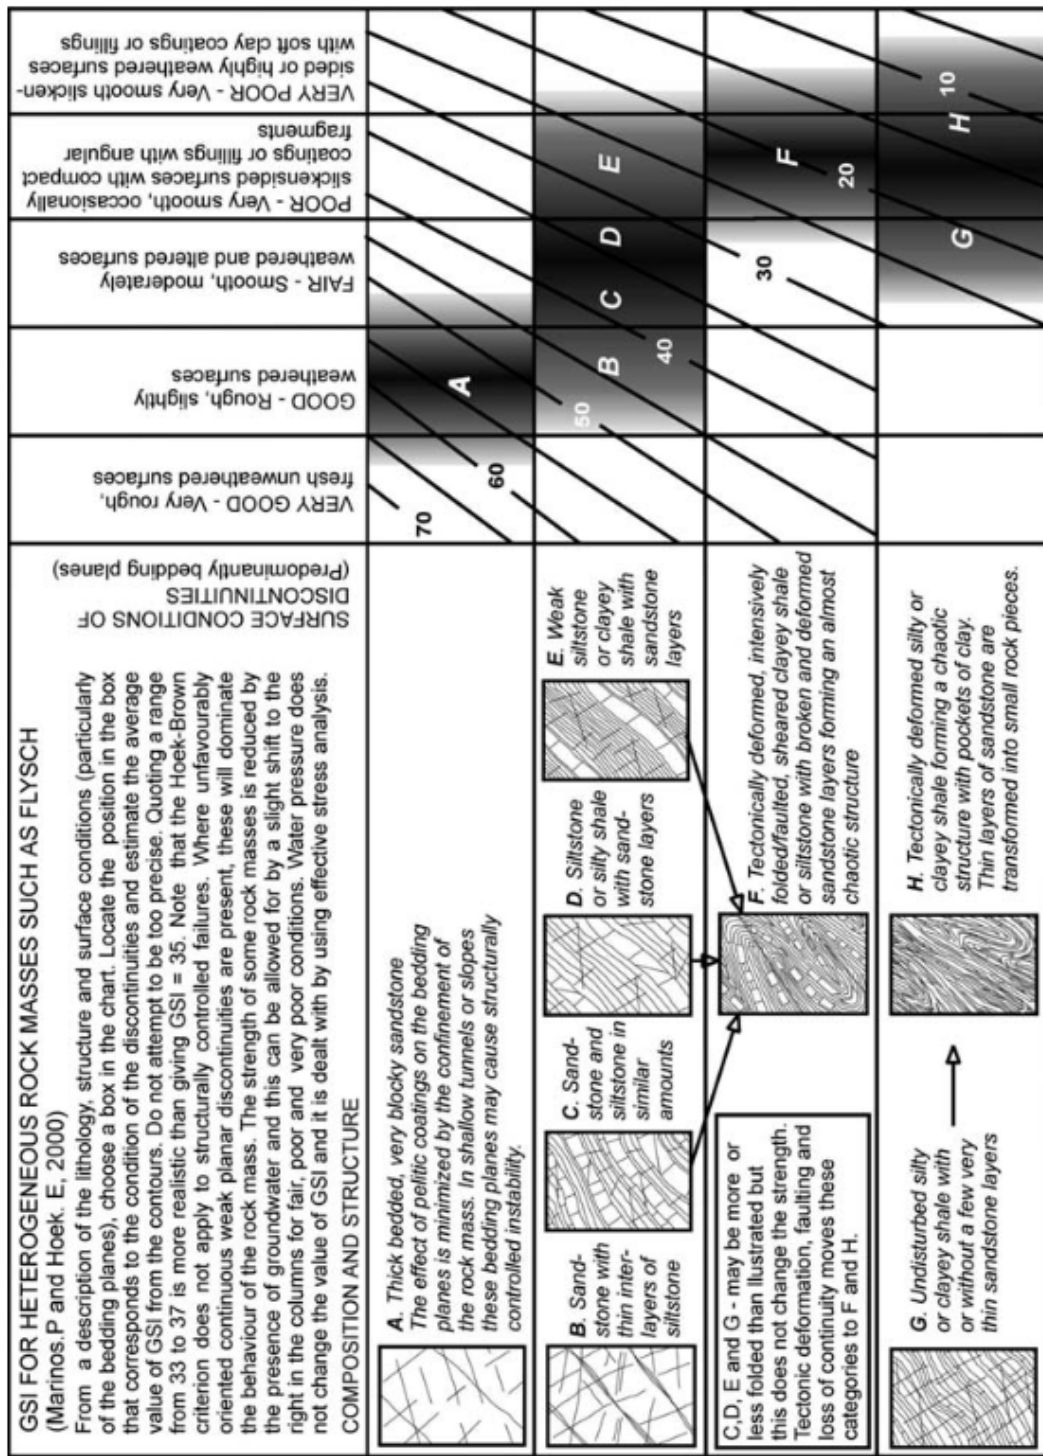 GSI FOR HETEROGENEOUS ROCK MASSES SUCH AS FLYSCH
(Marinos.P and Hoek. E, 2000)
From a description of the lithology, structure and surface conditions (particularly
of the bedding planes), choose a box in the chart. Locate the position in the box
that corresponds to the condition of the discontinuities and estimate the average
value of GSI from the contours. Do not attempt to be too precise. Quoting a range
from 33 to 37 is more realistic than giving GSI = 35. Note that the Hoek-Brown
criterion does not apply to structurally controlled failures. Where unfavourably
oriented continuous weak planar discontinuities are present, these will dominate
the behaviour of the rock mass. The strength of some rock masses is reduced by
the presence of groundwater and this can be allowed for by a slight shift to the
right in the columns for fair, poor and very poor conditions. Water pressure does
not change the value of GSI and it is dealt with by using effective stress analysis.
COMPOSITION AND STRUCTURE
SURFACE CONDITIONS OF
DISCONTINUITIES
(Predominantly bedding planes)
VERY GOOD - Very rough,
fresh unweathered surfaces
GOOD - Rough, slightly
weathered surfaces
FAIR - Smooth, moderately
weathered and altered surfaces
POOR - Very smooth, occasionally
slickensided surfaces with compact
coatings or fillings with angular
fragments
VERY POOR - Very smooth slicken-
sided or highly weathered surfaces
with soft clay coatings or fillings
A. Thick bedded, very blocky sandstone
The effect of pelitic coatings on the bedding
planes is minimized by the confinement of
the rock mass. In shallow tunnels or slopes
these bedding planes may cause structurally
controlled instability.
70
60
A
B. Sand-
stone with
thin inter-
layers of
siltstone
C. Sand-
stone and
siltstone in
similar
amounts
D. Siltstone
or silty shale
with sand-
stone layers
E. Weak
siltstone
or clayey
shale with
sandstone
layers
50
B
40
C
D
E
C,D, E and G - may be more or
less folded than illustrated but
this does not change the strength.
Tectonic deformation, faulting and
loss of continuity moves these
categories to F and H.
F. Tectonically deformed, intensively
folded/faulted, sheared clayey shale
or siltstone with broken and deformed
sandstone layers forming an almost
chaotic structure
30
F
20
G. Undisturbed silty
or clayey shale with
or without a few very
thin sandstone layers
H. Tectonically deformed silty or
clayey shale forming a chaotic
structure with pockets of clay.
Thin layers of sandstone are
transformed into small rock pieces.
G
H
10